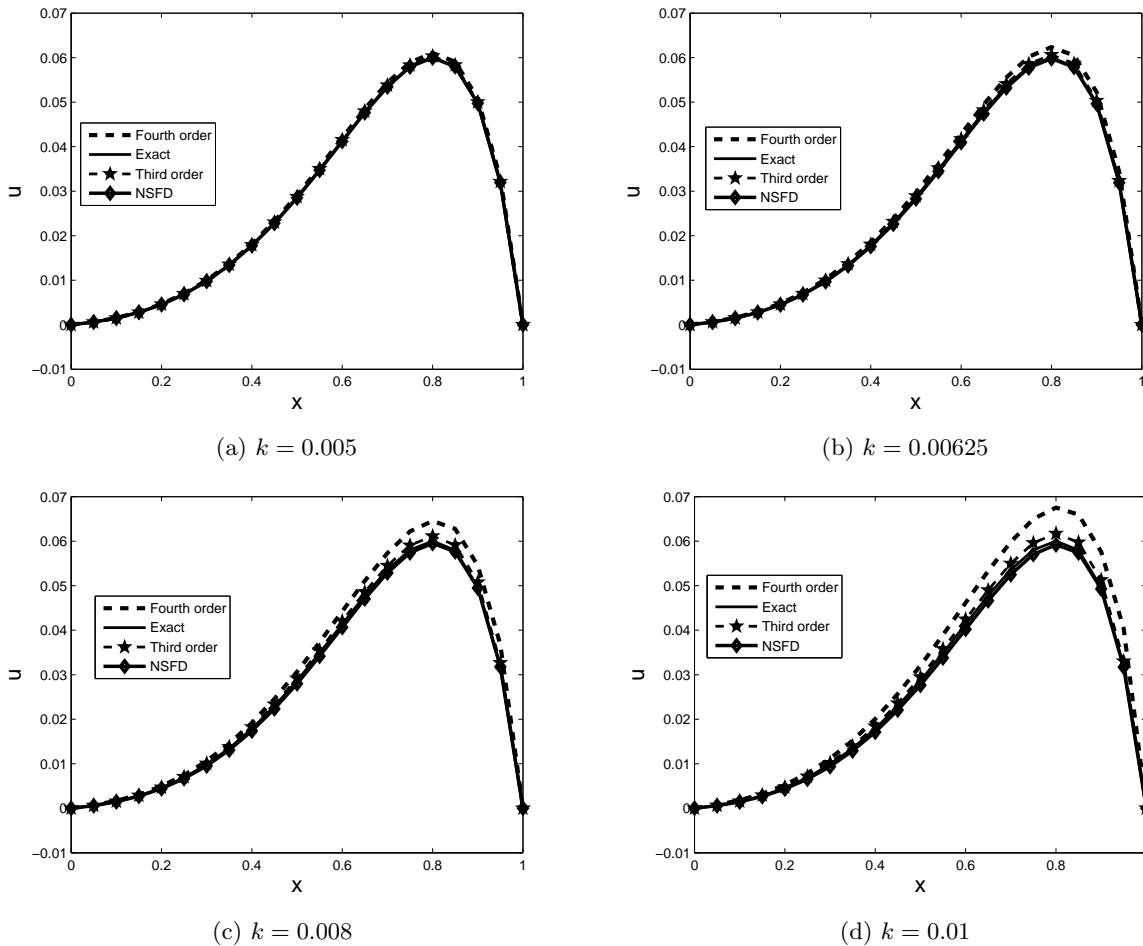 0.07
0.06
0.05
0.04
0.03
0.02
0.01
0
−0.01
u
Fourth order
Exact
Third order
NSFD
0 0.2 0.4 0.6 0.8 1
x
(a) k = 0.005
0.07
0.06
0.05
0.04
0.03
0.02
0.01
0
−0.01
u
Fourth order
Exact
Third order
NSFD
0 0.2 0.4 0.6 0.8 1
x
(b) k = 0.00625
0.07
0.06
0.05
0.04
0.03
0.02
0.01
0
−0.01
u
Fourth order
Exact
Third order
NSFD
0 0.2 0.4 0.6 0.8 1
x
(c) k = 0.008
0.07
0.06
0.05
0.04
0.03
0.02
0.01
0
−0.01
u
Fourth order
Exact
Third order
NSFD
0 0.2 0.4 0.6 0.8 1
x
(d) k = 0.01